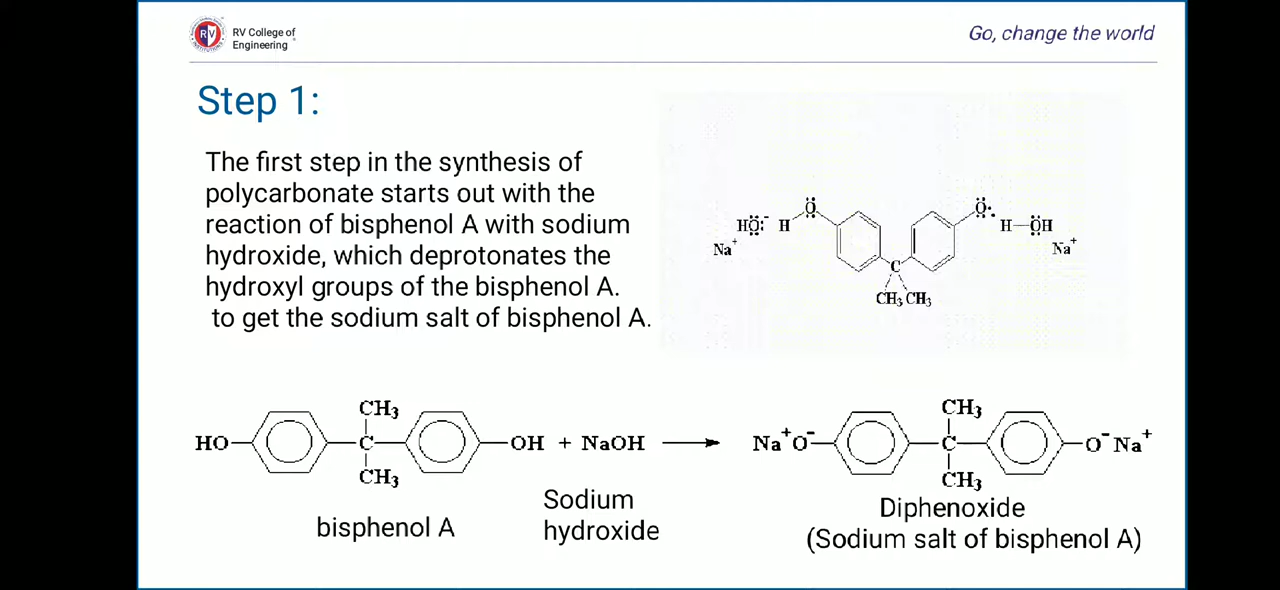 RV College of
Engineering
Go, change the world
Step 1:
The first step in the synthesis of
polycarbonate starts out with the
reaction of bisphenol A with sodium
hydroxide, which deprotonates the
hydroxyl groups of the bisphenol A.
to get the sodium salt of bisphenol A.
HO:⁻ H O O: H—OH
Na⁺ Na⁺
C
CH₃ CH₃
CH₃ CH₃
HO C OH + NaOH → Na⁺O⁻ C O⁻Na⁺
CH₃ CH₃
Sodium
hydroxide
bisphenol A
Diphenoxide
(Sodium salt of bisphenol A)